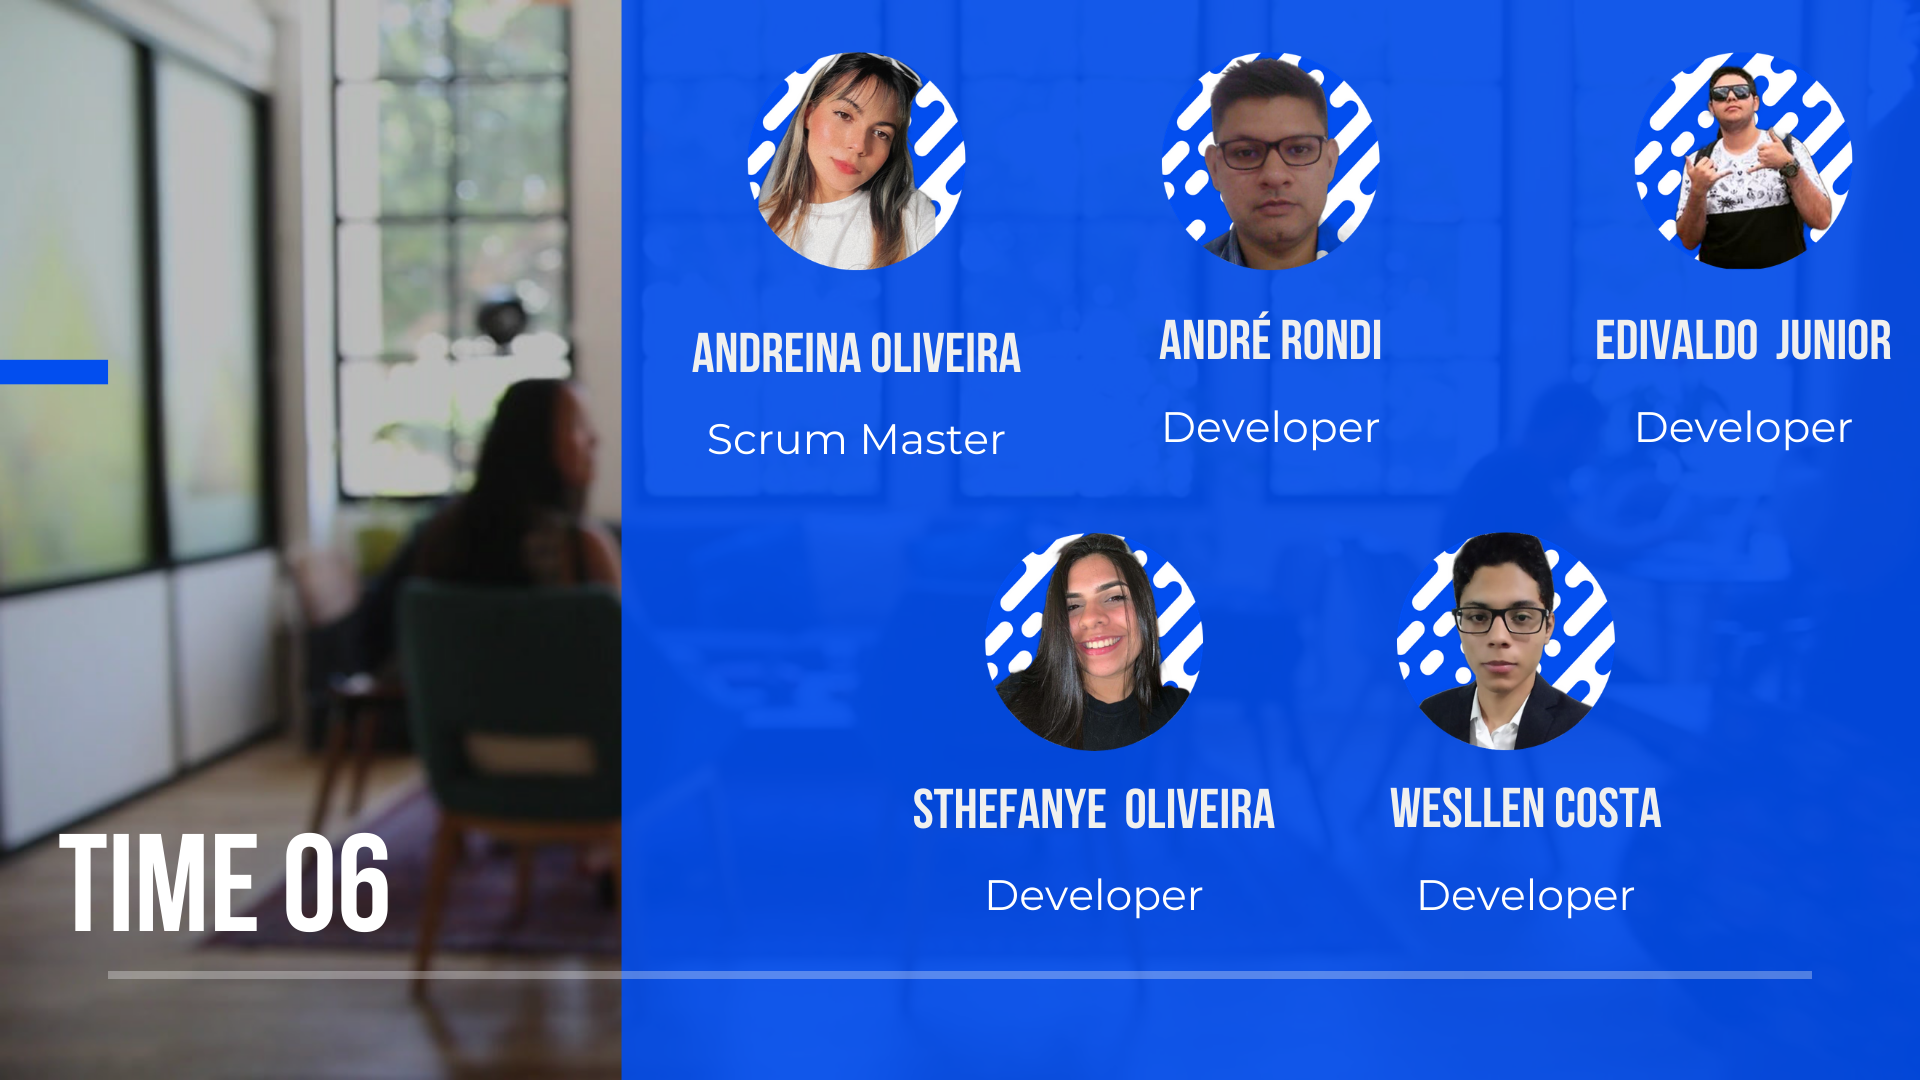 ANDREINA OLIVEIRA
Scrum Master
ANDRÉ RONDI
Developer
EDIVALDO JUNIOR
Developer
STHEFANYE OLIVEIRA
Developer
WESLLEN COSTA
Developer
TIME 06